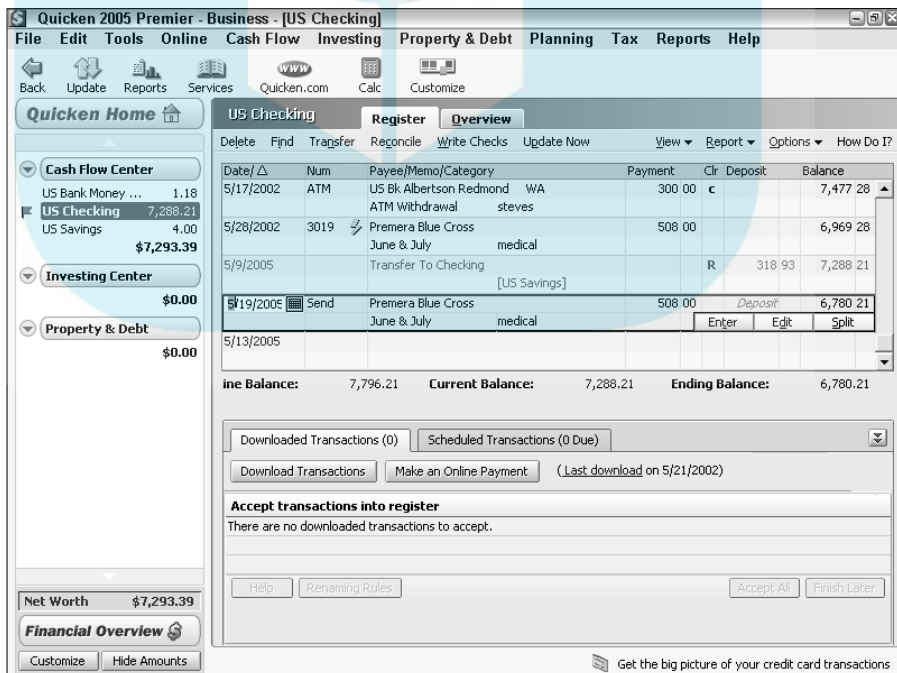 Quicken 2005 Premier - Business - [US Checking]
File Edit Tools Online Cash Flow Investing Property & Debt Planning Tax Reports Help
Back Update Reports Services Quicken.com Calc Customize
www
Quicken Home
US Checking Register Overview
Delete Find Transfer Reconcile Write Checks Update Now View Report Options How Do I?
Cash Flow Center
US Bank Money ... 1.18
US Checking 7,288.21
US Savings 4.00
$7,293.39
Investing Center
$0.00
Property & Debt
$0.00
Date/ Num Payee/Memo/Category Payment Clr Deposit Balance
5/17/2002 ATM US Bk Albertson Redmond WA 300 00 c 7,477 28
ATM Withdrawal steves
5/28/2002 3019 Premera Blue Cross 508 00 6,969 28
June & July medical
5/9/2005 Transfer To Checking R 318 93 7,288 21
[US Savings]
5/19/2005 Send Premera Blue Cross 508 00 Deposit 6,780 21
June & July medical Enter Edit Split
5/13/2005
ine Balance: 7,796.21 Current Balance: 7,288.21 Ending Balance: 6,780.21
Downloaded Transactions (0) Scheduled Transactions (0 Due)
Download Transactions Make an Online Payment (Last download on 5/21/2002)
Accept transactions into register
There are no downloaded transactions to accept.
Help Renaming Rules Accept All Finish Later
Net Worth $7,293.39
Financial Overview
Customize Hide Amounts
Get the big picture of your credit card transactions